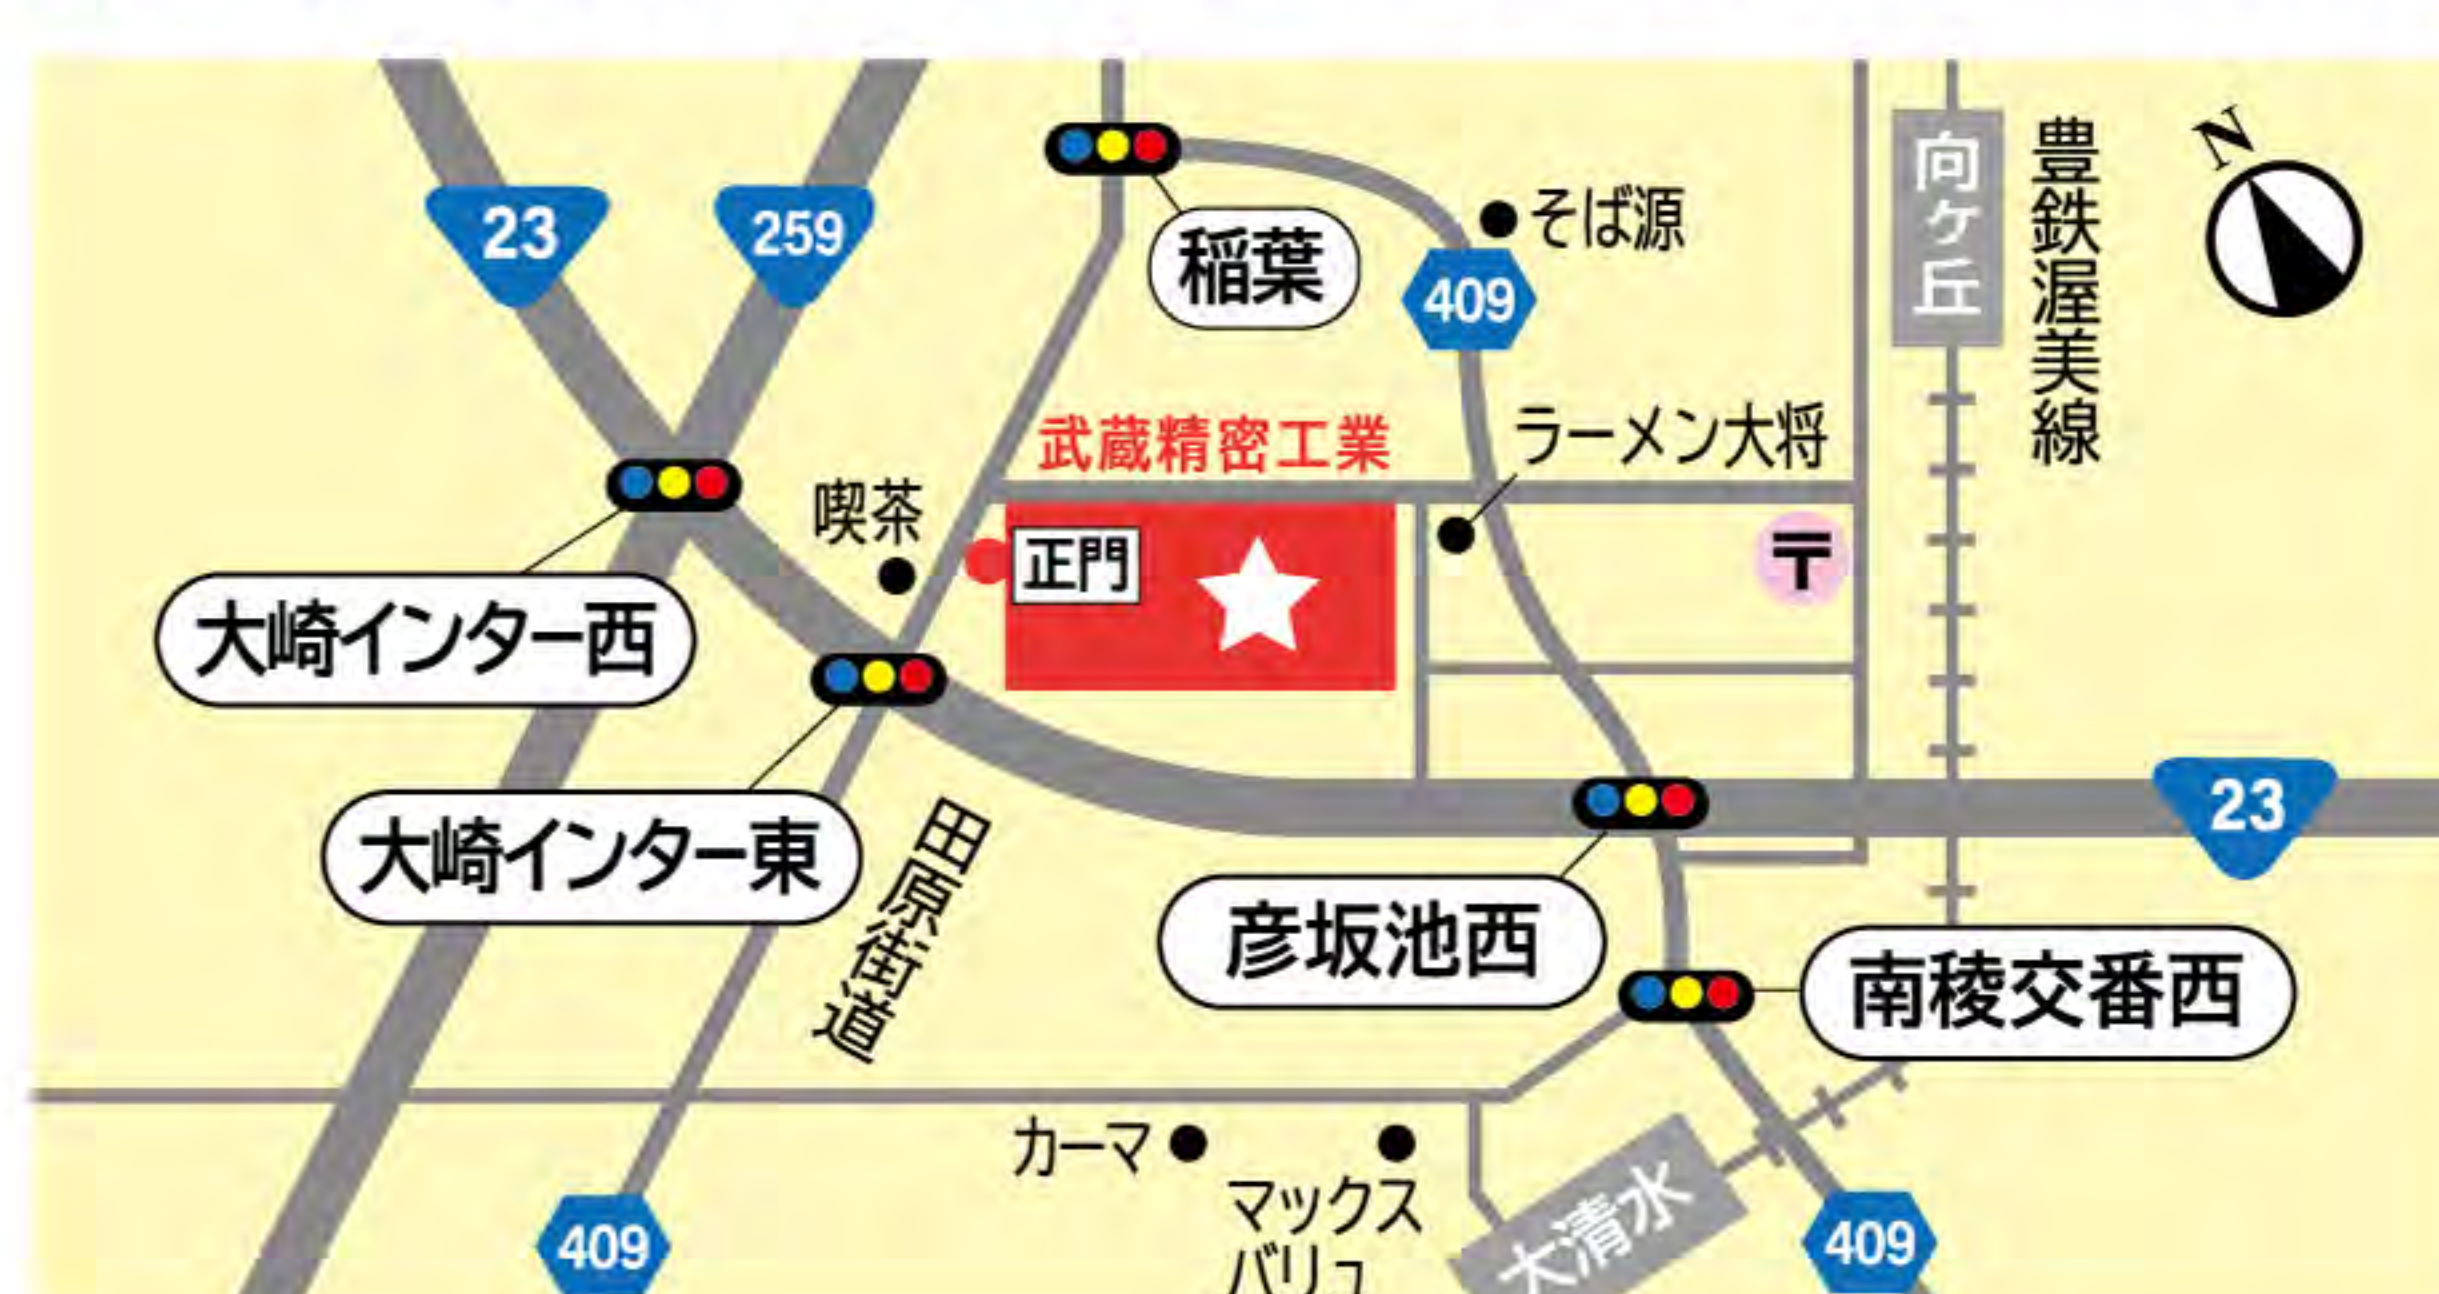 N
向ヶ丘
豊鉄渥美線
23
259
稲葉
そば源
409
武蔵精密工業
ラーメン大将
喫茶
正門
〒
大崎インター西
大崎インター東
田原街道
23
彦坂池西
南稜交番西
カーマ
マックス
バリュ
大清水
409
409